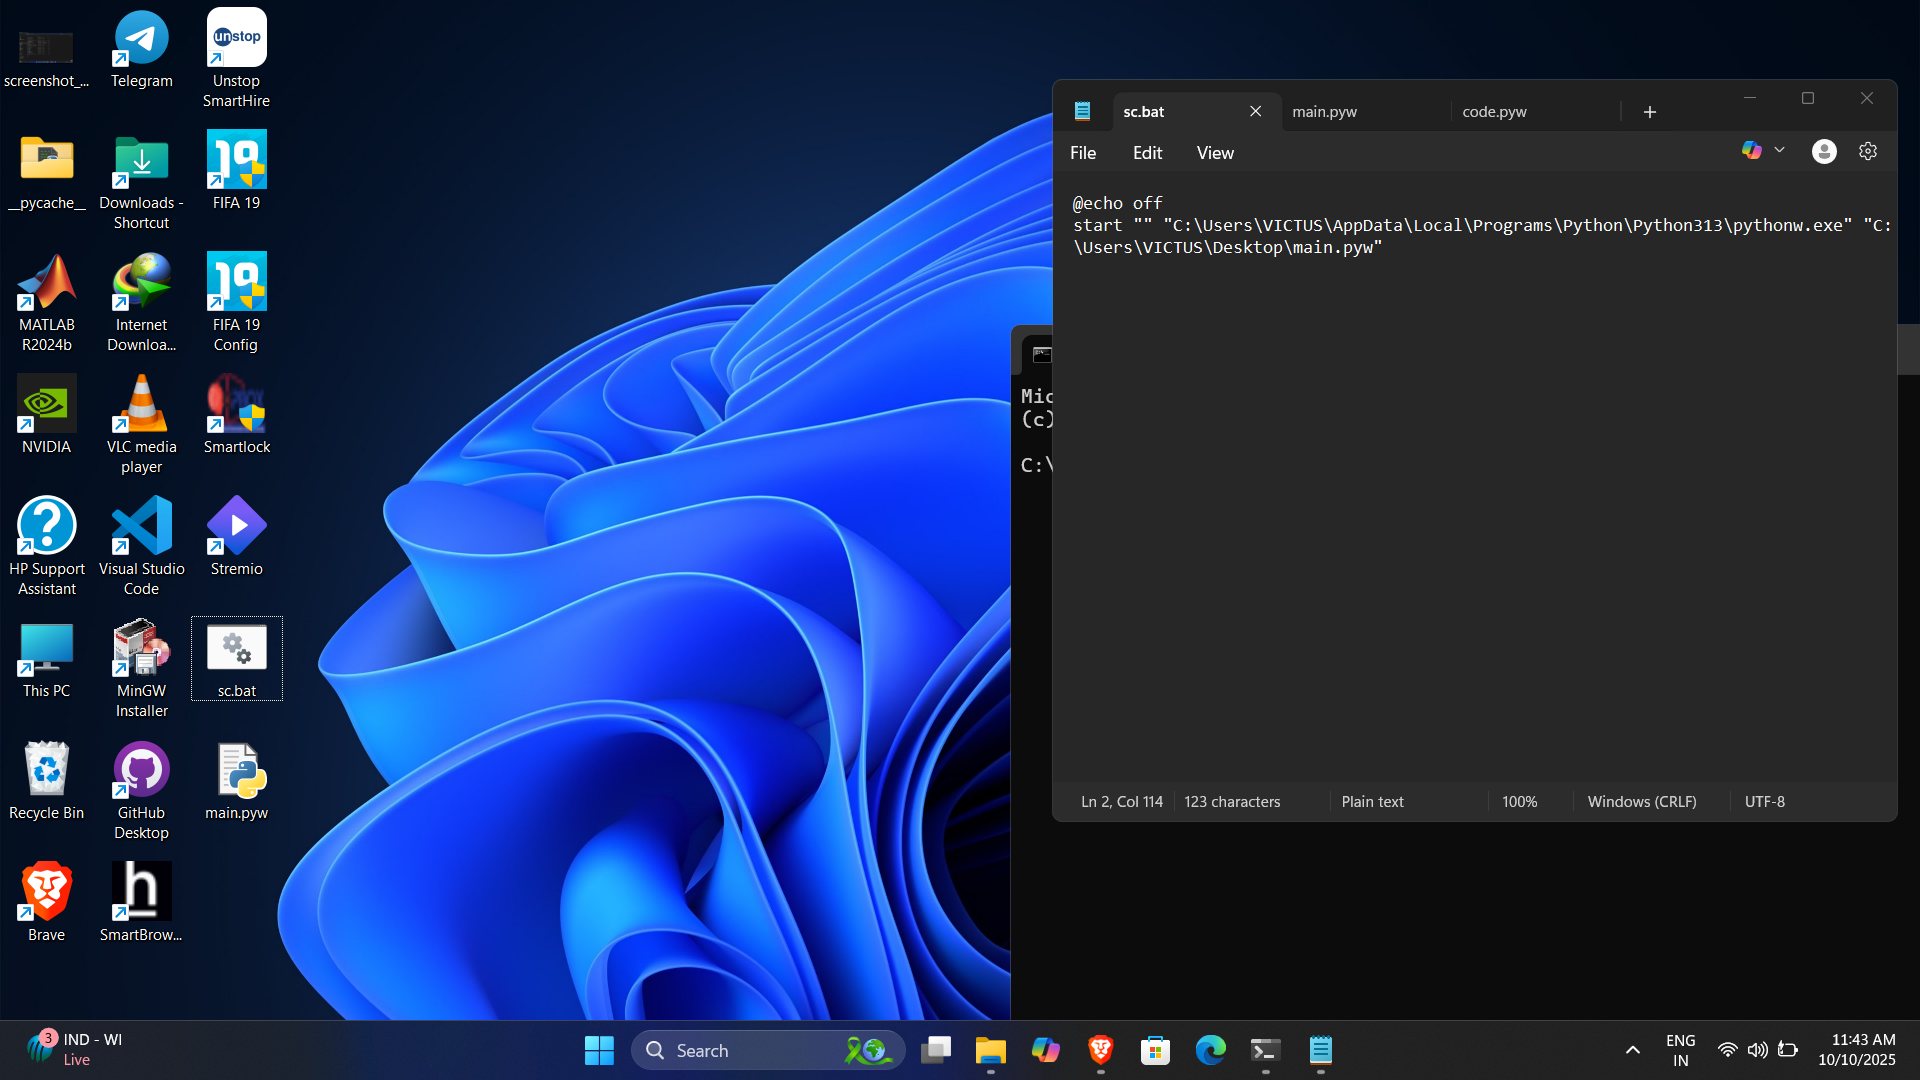 screenshot_...
Telegram
unstop
Unstop
SmartHire
__pycache__
Downloads -
Shortcut
19
FIFA 19
MATLAB
R2024b
Internet
Downloa...
19
FIFA 19
Config
NVIDIA
VLC media
player
Smartlock
HP Support
Assistant
Visual Studio
Code
Stremio
This PC
MinGW
Installer
sc.bat
Recycle Bin
GitHub
Desktop
main.pyw
Brave
h
SmartBrow...
sc.bat
main.pyw
code.pyw
File
Edit
View
@echo off
start "" "C:\Users\VICTUS\AppData\Local\Programs\Python\Python313\pythonw.exe" "C:
\Users\VICTUS\Desktop\main.pyw"
Ln 2, Col 114
123 characters
Plain text
100%
Windows (CRLF)
UTF-8
Mic
(c)
C:\
3
IND - WI
Live
Search
ENG
IN
11:43 AM
10/10/2025